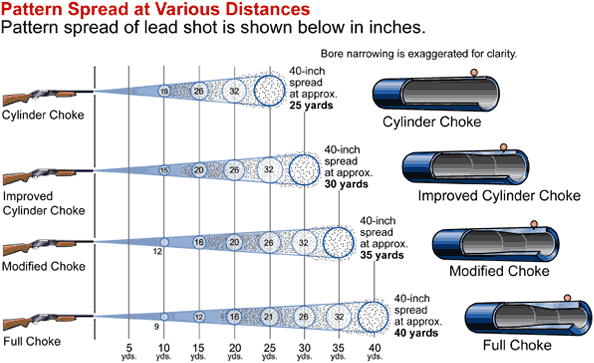 Pattern Spread at Various Distances
Pattern spread of lead shot is shown below in inches.
Bore narrowing is exaggerated for clarity.
Cylinder Choke
19 26 32
40-inch
spread
at approx.
25 yards
Cylinder Choke
Improved
Cylinder Choke
15 20 26 32
40-inch
spread
at approx.
30 yards
Improved Cylinder Choke
Modified Choke
12 16 20 26 32
40-inch
spread
at approx.
35 yards
Modified Choke
Full Choke
9 12 16 21 26 32
40-inch
spread
at approx.
40 yards
Full Choke
5 10 15 20 25 30 35 40
yds. yds. yds. yds. yds. yds. yds. yds.